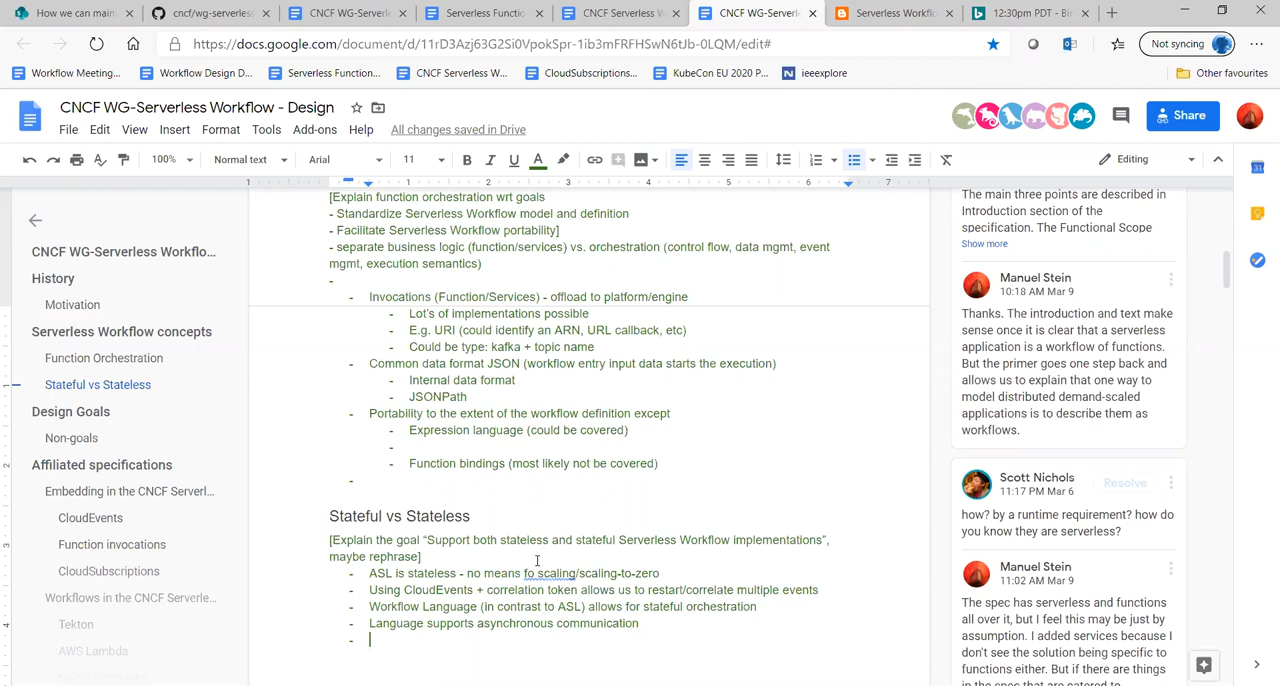 How we can main
cncf/wg-serverless
CNCF WG-Server
Serverless Functio
CNCF Serverless W
CNCF WG-Server
Serverless Workflo
12:30pm PDT - Bin
https://docs.google.com/document/d/11rD3Azj63G2Si0VpokSpr-1ib3mFRFHSwN6tJb-0LQM/edit#
Not syncing
Workflow Meeting...
Workflow Design D...
Serverless Function...
CNCF Serverless W...
CloudSubscriptions...
KubeCon EU 2020 P...
ieeexplore
Other favourites
CNCF WG-Serverless Workflow - Design
File Edit View Insert Format Tools Add-ons Help All changes saved in Drive
Share
100% Normal text Arial 11 B I U A Editing
1 1 2 3 4 5 6 7
CNCF WG-Serverless Workflo...
History
Motivation
Serverless Workflow concepts
Function Orchestration
Stateful vs Stateless
Design Goals
Non-goals
Affiliated specifications
Embedding in the CNCF Serverl...
CloudEvents
Function invocations
CloudSubscriptions
Workflows in the CNCF Serverle...
Tekton
AWS Lambda
[Explain function orchestration wrt goals
- Standardize Serverless Workflow model and definition
- Facilitate Serverless Workflow portability]
- separate business logic (function/services) vs. orchestration (control flow, data mgmt, event
mgmt, execution semantics)
-
- Invocations (Function/Services) - offload to platform/engine
- Lot's of implementations possible
- E.g. URI (could identify an ARN, URL callback, etc)
- Could be type: kafka + topic name
- Common data format JSON (workflow entry input data starts the execution)
- Internal data format
- JSONPath
- Portability to the extent of the workflow definition except
- Expression language (could be covered)
-
- Function bindings (most likely not be covered)
-
Stateful vs Stateless
[Explain the goal “Support both stateless and stateful Serverless Workflow implementations”,
maybe rephrase]
- ASL is stateless - no means fo scaling/scaling-to-zero
- Using CloudEvents + correlation token allows us to restart/correlate multiple events
- Workflow Language (in contrast to ASL) allows for stateful orchestration
- Language supports asynchronous communication
-
The main three points are described in
Introduction section of the
specification. The Functional Scope
Show more
Manuel Stein
10:18 AM Mar 9
Thanks. The introduction and text make
sense once it is clear that a serverless
application is a workflow of functions.
But the primer goes one step back and
allows us to explain that one way to
model distributed demand-scaled
applications is to describe them as
workflows.
Scott Nichols
11:17 PM Mar 6
Resolve
how? by a runtime requirement? how do
you know they are serverless?
Manuel Stein
11:02 AM Mar 9
The spec has serverless and functions
all over it, but I feel this may be just by
assumption. I added services because I
don't see the solution being specific to
functions either. But if there are things
in the spec that are catered to